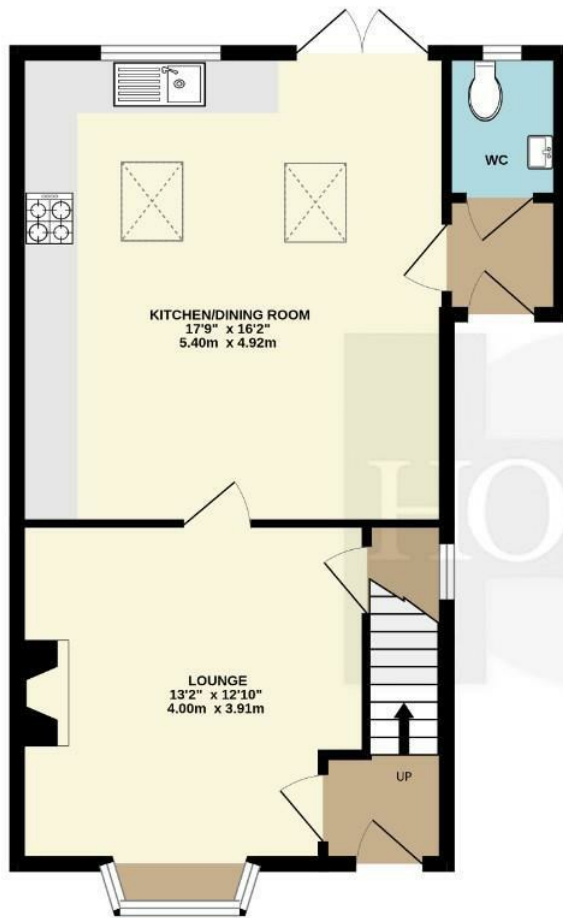 WC
KITCHEN/DINING ROOM
17'9" x 16'2"
5.40m x 4.92m
HO
LOUNGE
13'2" x 12'10"
4.00m x 3.91m
UP